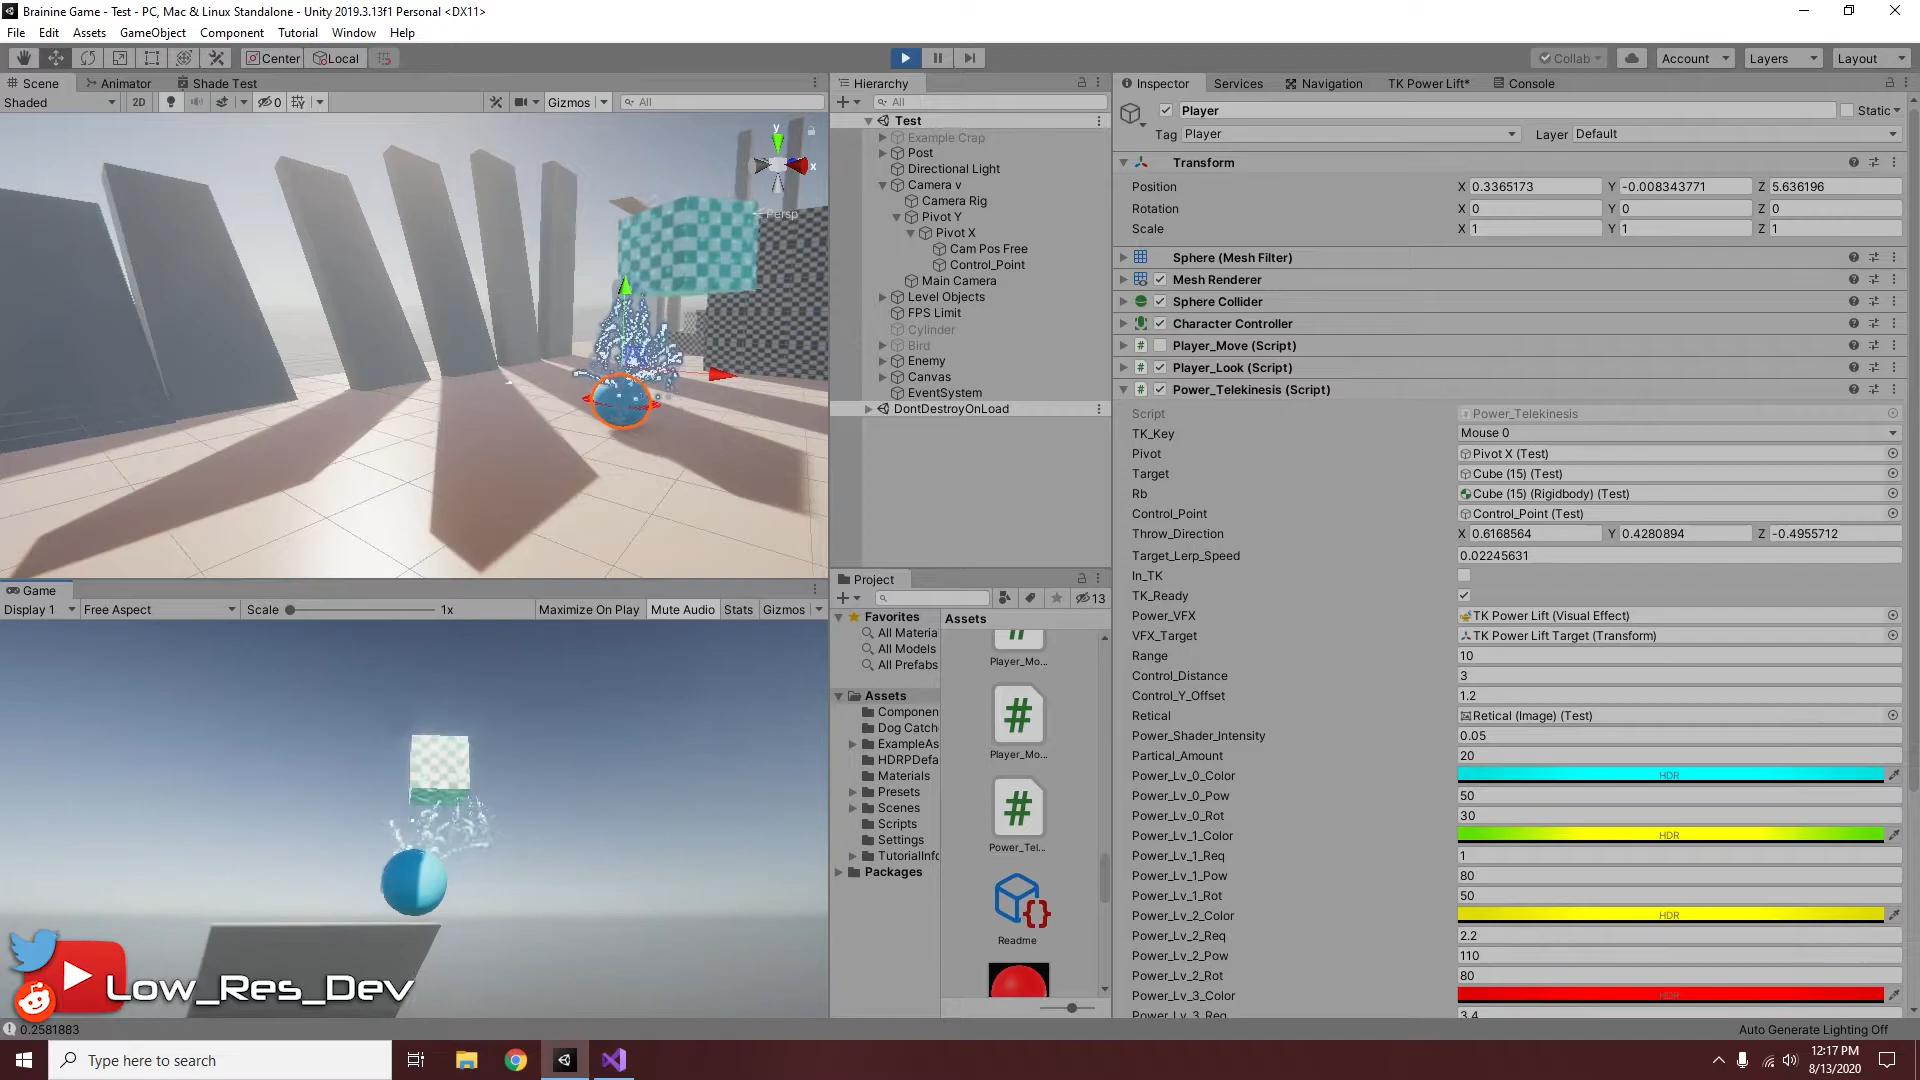 Brainine Game - Test - PC, Mac & Linux Standalone - Unity 2019.3.13f1 Personal <DX11>
File Edit Assets GameObject Component Tutorial Window Help
Center Local Collab Account Layers Layout
Scene Animator Shade Test
Shaded 2D 0 Gizmos All
y
x
Persp
Game
Display 1 Free Aspect Scale 1x Maximize On Play Mute Audio Stats Gizmos
Low_Res_Dev
0.2581883
Hierarchy
All
Test
Example Crap
Post
Directional Light
Camera v
Camera Rig
Pivot Y
Pivot X
Cam Pos Free
Control_Point
Main Camera
Level Objects
FPS Limit
Cylinder
Bird
Enemy
Canvas
EventSystem
DontDestroyOnLoad
Project
13
Favorites
All Materia
All Models
All Prefabs
Assets
Componen
Dog Catch
ExampleAs
HDRPDefa
Materials
Presets
Scenes
Scripts
Settings
TutorialInfo
Packages
Assets
Player_Mo...
#
Player_Mo...
#
Power_Tel...
{}
Readme
Inspector Services Navigation TK Power Lift* Console
Player Static
Tag Player Layer Default
Transform
Position X 0.3365173 Y -0.008343771 Z 5.636196
Rotation X 0 Y 0 Z 0
Scale X 1 Y 1 Z 1
Sphere (Mesh Filter)
Mesh Renderer
Sphere Collider
Character Controller
# Player_Move (Script)
# Player_Look (Script)
# Power_Telekinesis (Script)
Script Power_Telekinesis
TK_Key Mouse 0
Pivot Pivot X (Test)
Target Cube (15) (Test)
Rb Cube (15) (Rigidbody) (Test)
Control_Point Control_Point (Test)
Throw_Direction X 0.6168564 Y 0.4280894 Z -0.4955712
Target_Lerp_Speed 0.02245631
In_TK
TK_Ready
Power_VFX TK Power Lift (Visual Effect)
VFX_Target TK Power Lift Target (Transform)
Range 10
Control_Distance 3
Control_Y_Offset 1.2
Retical Retical (Image) (Test)
Power_Shader_Intensity 0.05
Partical_Amount 20
Power_Lv_0_Color HDR
Power_Lv_0_Pow 50
Power_Lv_0_Rot 30
Power_Lv_1_Color HDR
Power_Lv_1_Req 1
Power_Lv_1_Pow 80
Power_Lv_1_Rot 50
Power_Lv_2_Color HDR
Power_Lv_2_Req 2.2
Power_Lv_2_Pow 110
Power_Lv_2_Rot 80
Power_Lv_3_Color HDR
Power_Lv_3_Req 3.4
Auto Generate Lighting Off
Type here to search
12:17 PM
8/13/2020